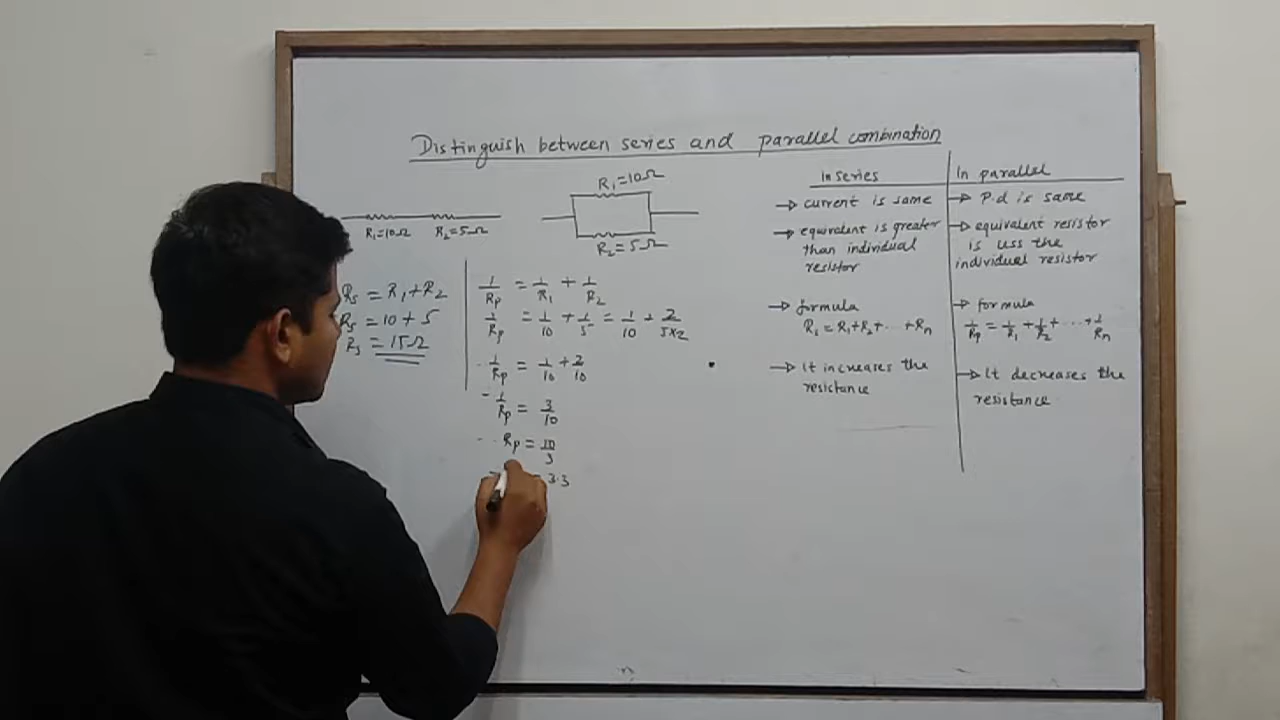 Distinguish between series and parallel combination
R₁=10Ω R₂=5Ω
R₁=10Ω
R₂=5Ω
Rs = R₁+R₂
Rs = 10 + 5
Rs = 15Ω
1/Rp = 1/R₁ + 1/R₂
1/Rp = 1/10 + 1/5 = 1/10 + 2/5x2
1/Rp = 1/10 + 2/10
1/Rp = 3/10
Rp = 10/3
= 3.3
In series
→ current is same
→ equivalent is greater
than individual
resistor
→ formula
Rs = R₁+R₂+ ... +Rn
→ It increases the
resistance
In parallel
→ P.d is same
→ equivalent resistor
is less the
individual resistor
→ formula
1/Rp = 1/R₁ + 1/R₂ + ... + 1/Rn
→ It decreases the
resistance